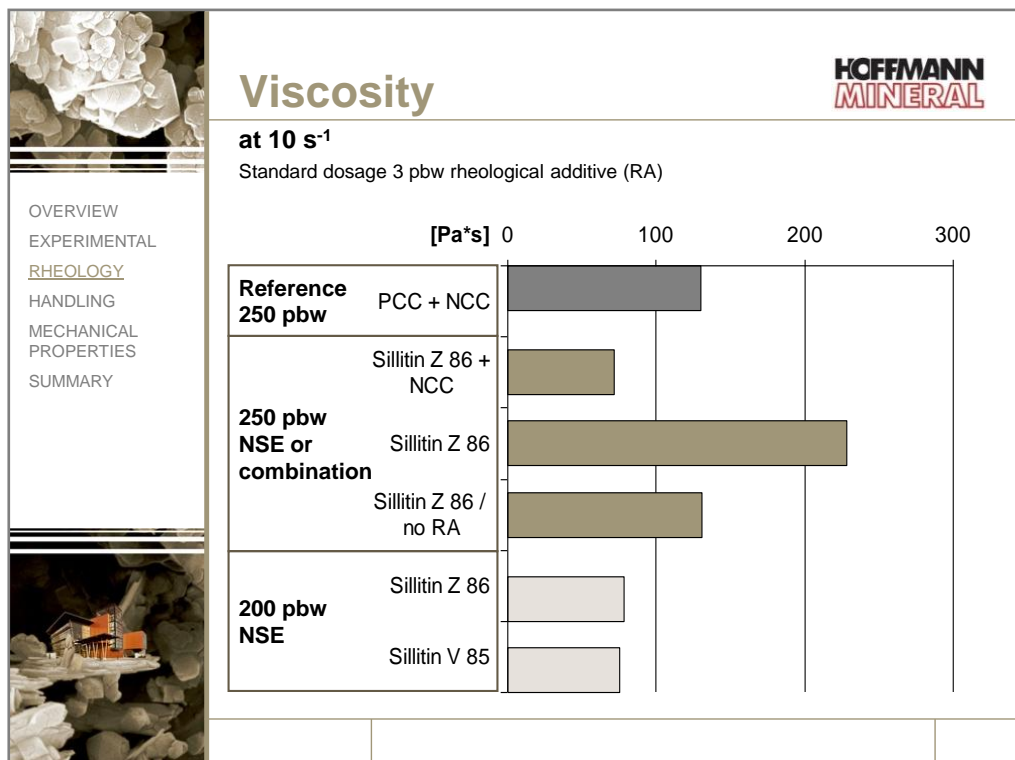 HOFFMANN
MINERAL
Viscosity
at 10 s-1
Standard dosage 3 pbw rheological additive (RA)
OVERVIEW
EXPERIMENTAL
RHEOLOGY
HANDLING
MECHANICAL
PROPERTIES
SUMMARY
[Pa*s] 0 100 200 300
Reference
250 pbw
PCC + NCC
250 pbw
NSE or
combination
Sillitin Z 86 +
NCC
Sillitin Z 86
Sillitin Z 86 /
no RA
200 pbw
NSE
Sillitin Z 86
Sillitin V 85